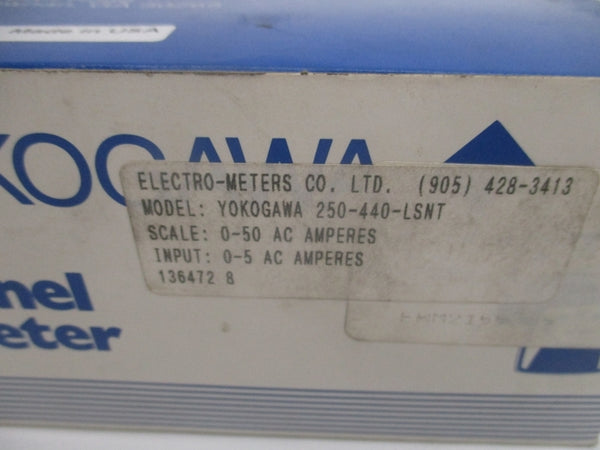 Made in USA
KOGAWA
ELECTRO-METERS CO. LTD. (905) 428-3413
MODEL: YOKOGAWA 250-440-LSNT
SCALE: 0-50 AC AMPERES
INPUT: 0-5 AC AMPERES
136472 8
nel
eter